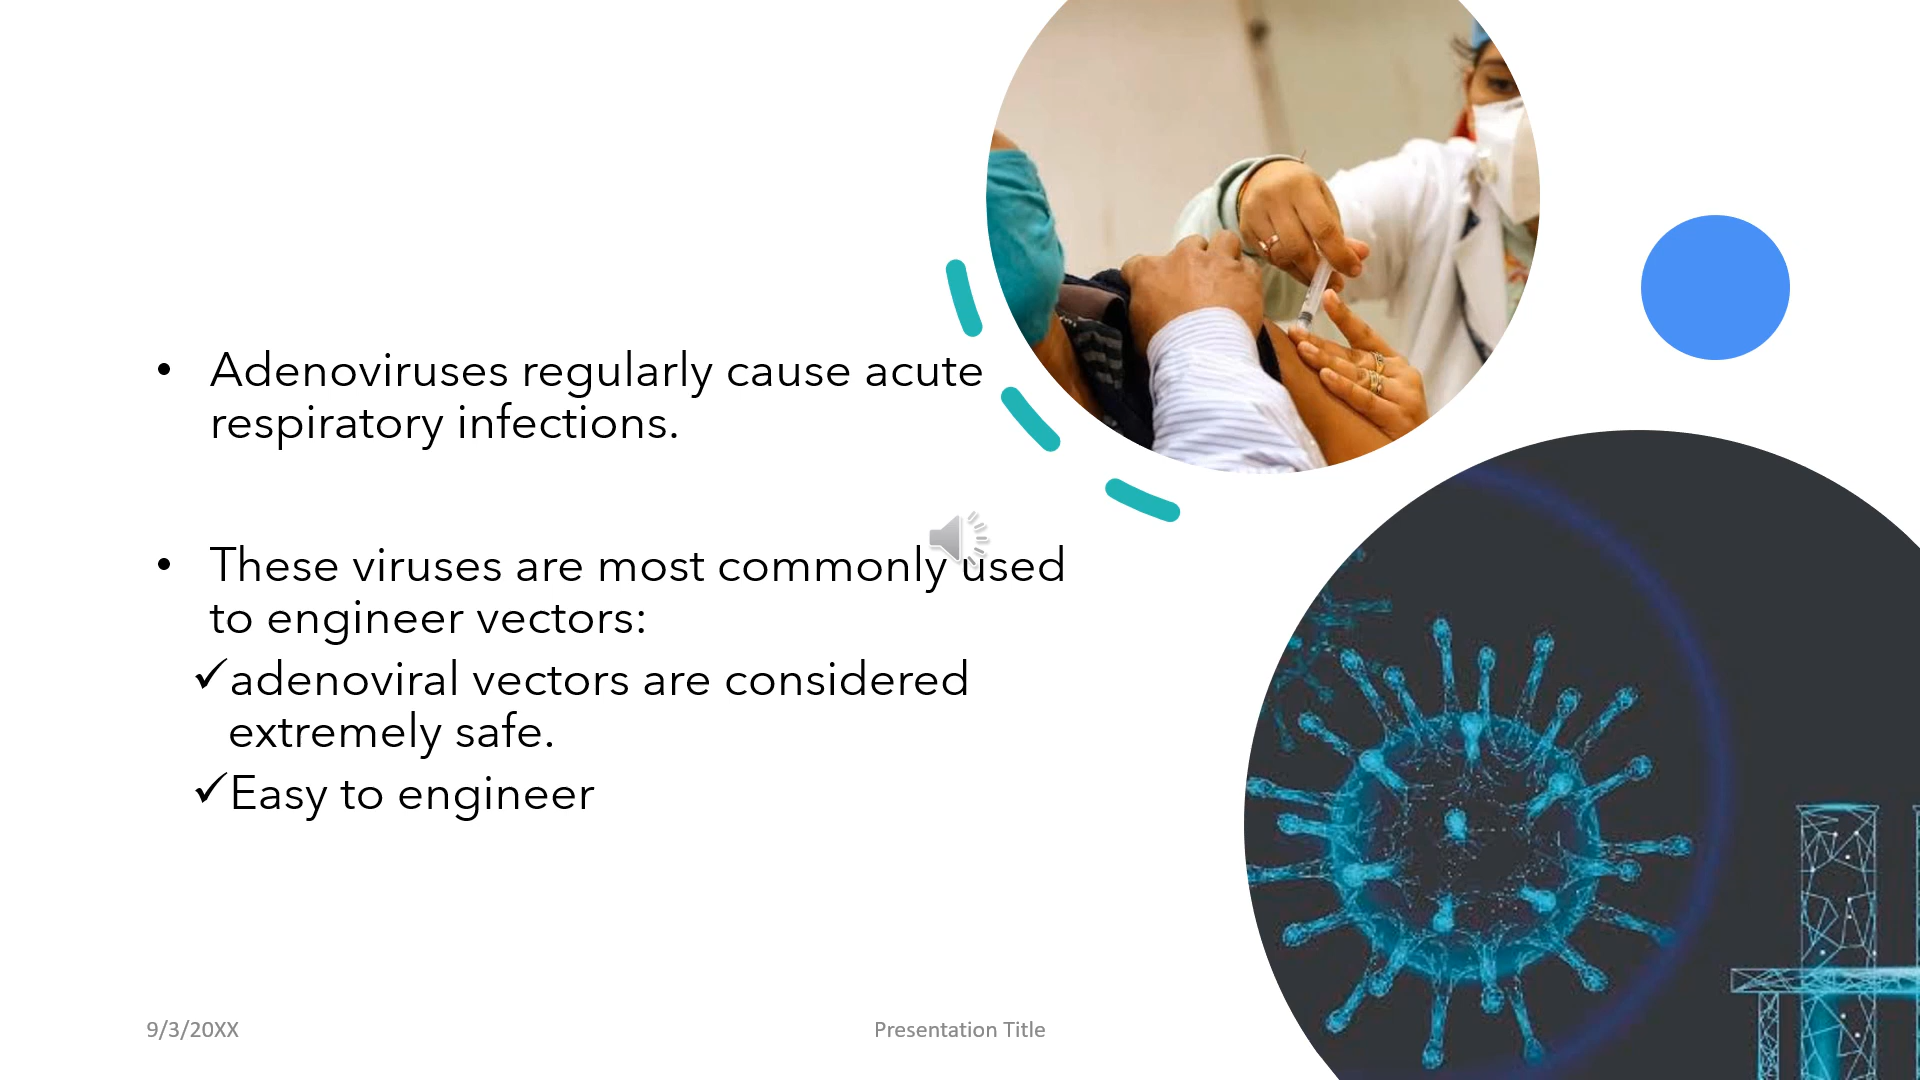 • Adenoviruses regularly cause acute
respiratory infections.
• These viruses are most commonly used
to engineer vectors:
✓adenoviral vectors are considered
extremely safe.
✓Easy to engineer
9/3/20XX
Presentation Title